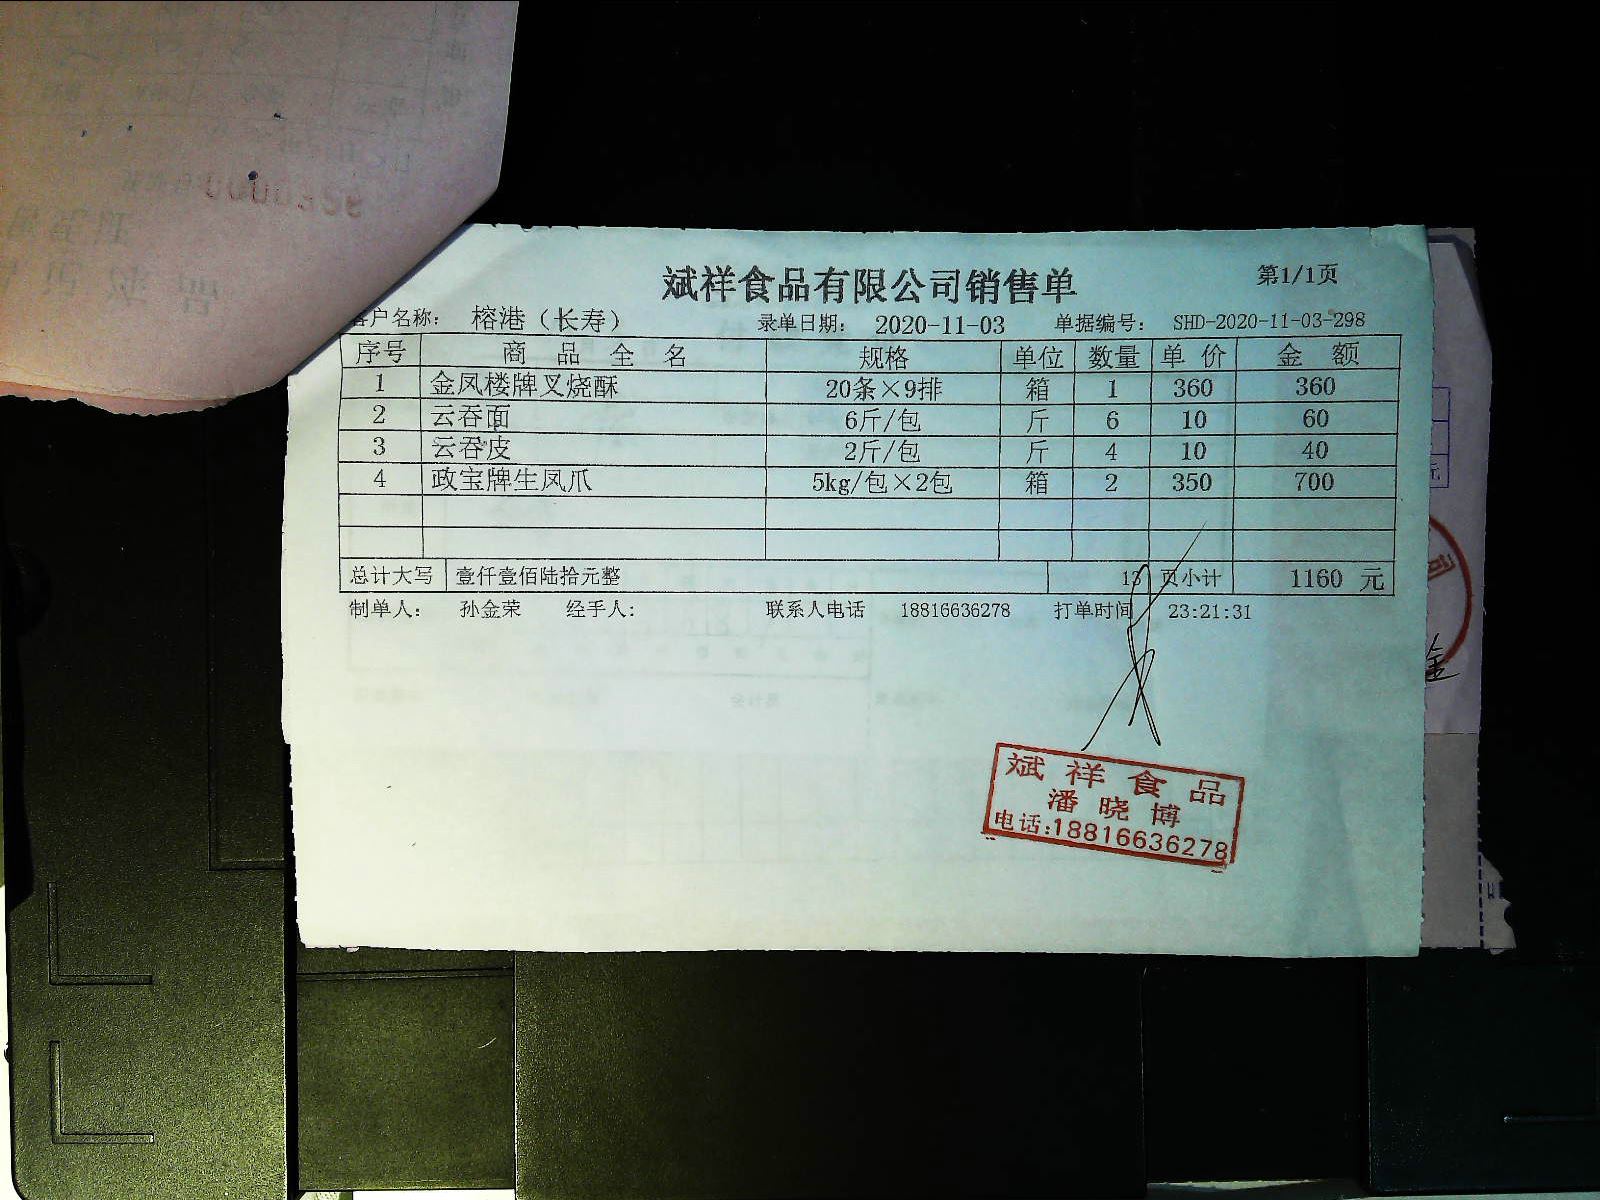 斌祥食品有限公司销售单
第1/1页
客户名称: 榕港（长寿） 录单日期: 2020-11-03 单据编号: SHD-2020-11-03-298
序号 商品全名 规格 单位 数量 单价 金额
1 金凤楼牌叉烧酥 20条×9排 箱 1 360 360
2 云吞面 6斤/包 斤 6 10 60
3 云吞皮 2斤/包 斤 4 10 40
4 政宝牌生凤爪 5kg/包×2包 箱 2 350 700
总计大写 壹仟壹佰陆拾元整 13 页小计 1160 元
制单人: 孙金荣 经手人: 联系人电话 18816636278 打单时间 23:21:31
斌祥食品
潘晓博
电话:18816636278
元
司
金